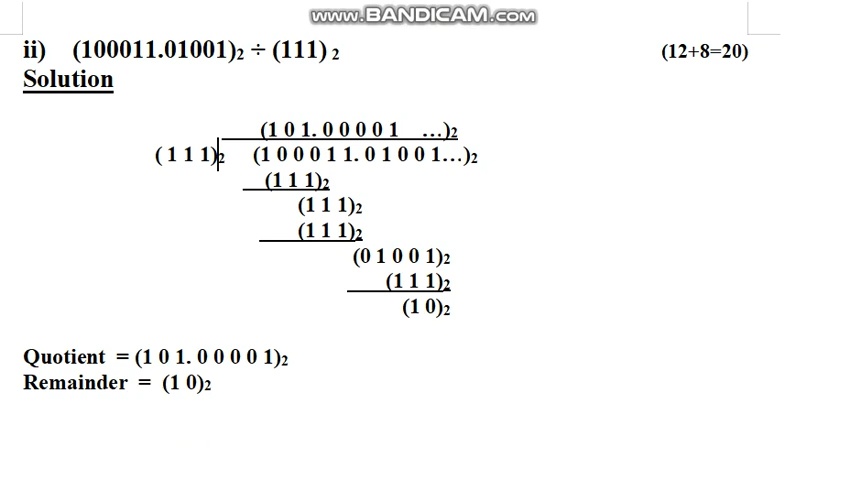 www.BANDICAM.com
ii) (100011.01001)₂ ÷ (111) ₂ (12+8=20)
Solution
(1 0 1. 0 0 0 0 1 ...)₂
( 1 1 1)₂ (1 0 0 0 1 1. 0 1 0 0 1...)₂
(1 1 1)₂
(1 1 1)₂
(1 1 1)₂
(0 1 0 0 1)₂
(1 1 1)₂
(1 0)₂
Quotient = (1 0 1. 0 0 0 0 1)₂
Remainder = (1 0)₂